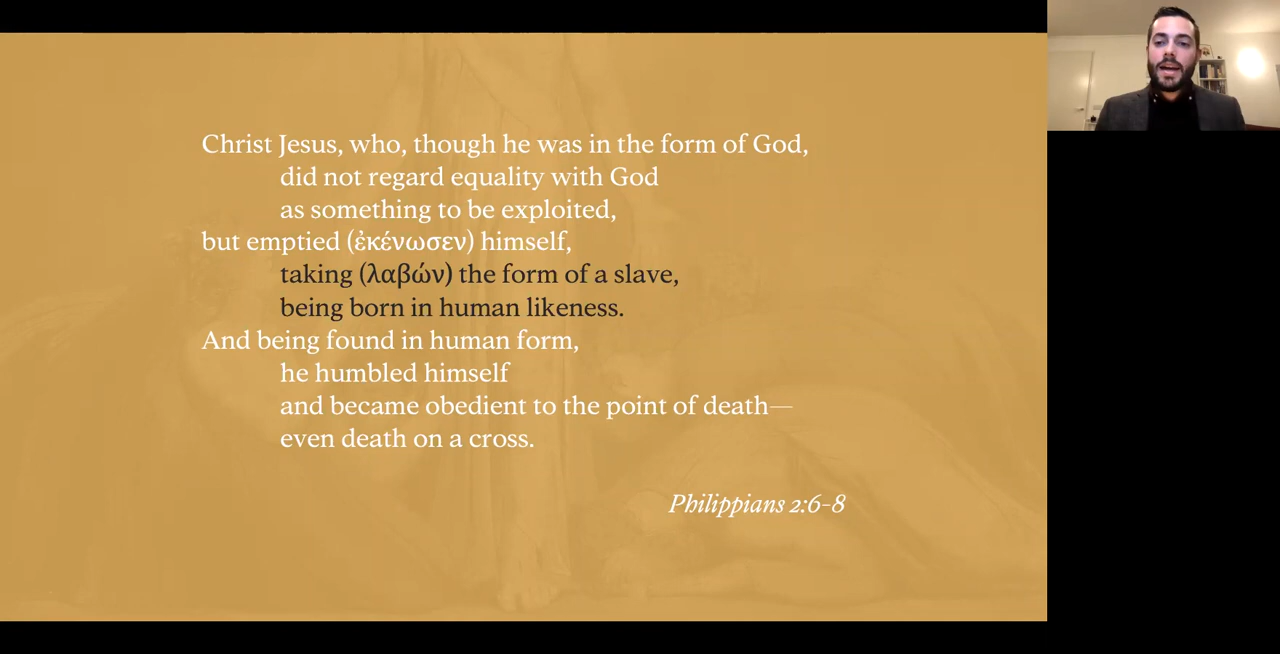 Christ Jesus, who, though he was in the form of God,
did not regard equality with God
as something to be exploited,
but emptied (ἐκένωσεν) himself,
taking (λαβών) the form of a slave,
being born in human likeness.
And being found in human form,
he humbled himself
and became obedient to the point of death—
even death on a cross.
Philippians 2:6–8